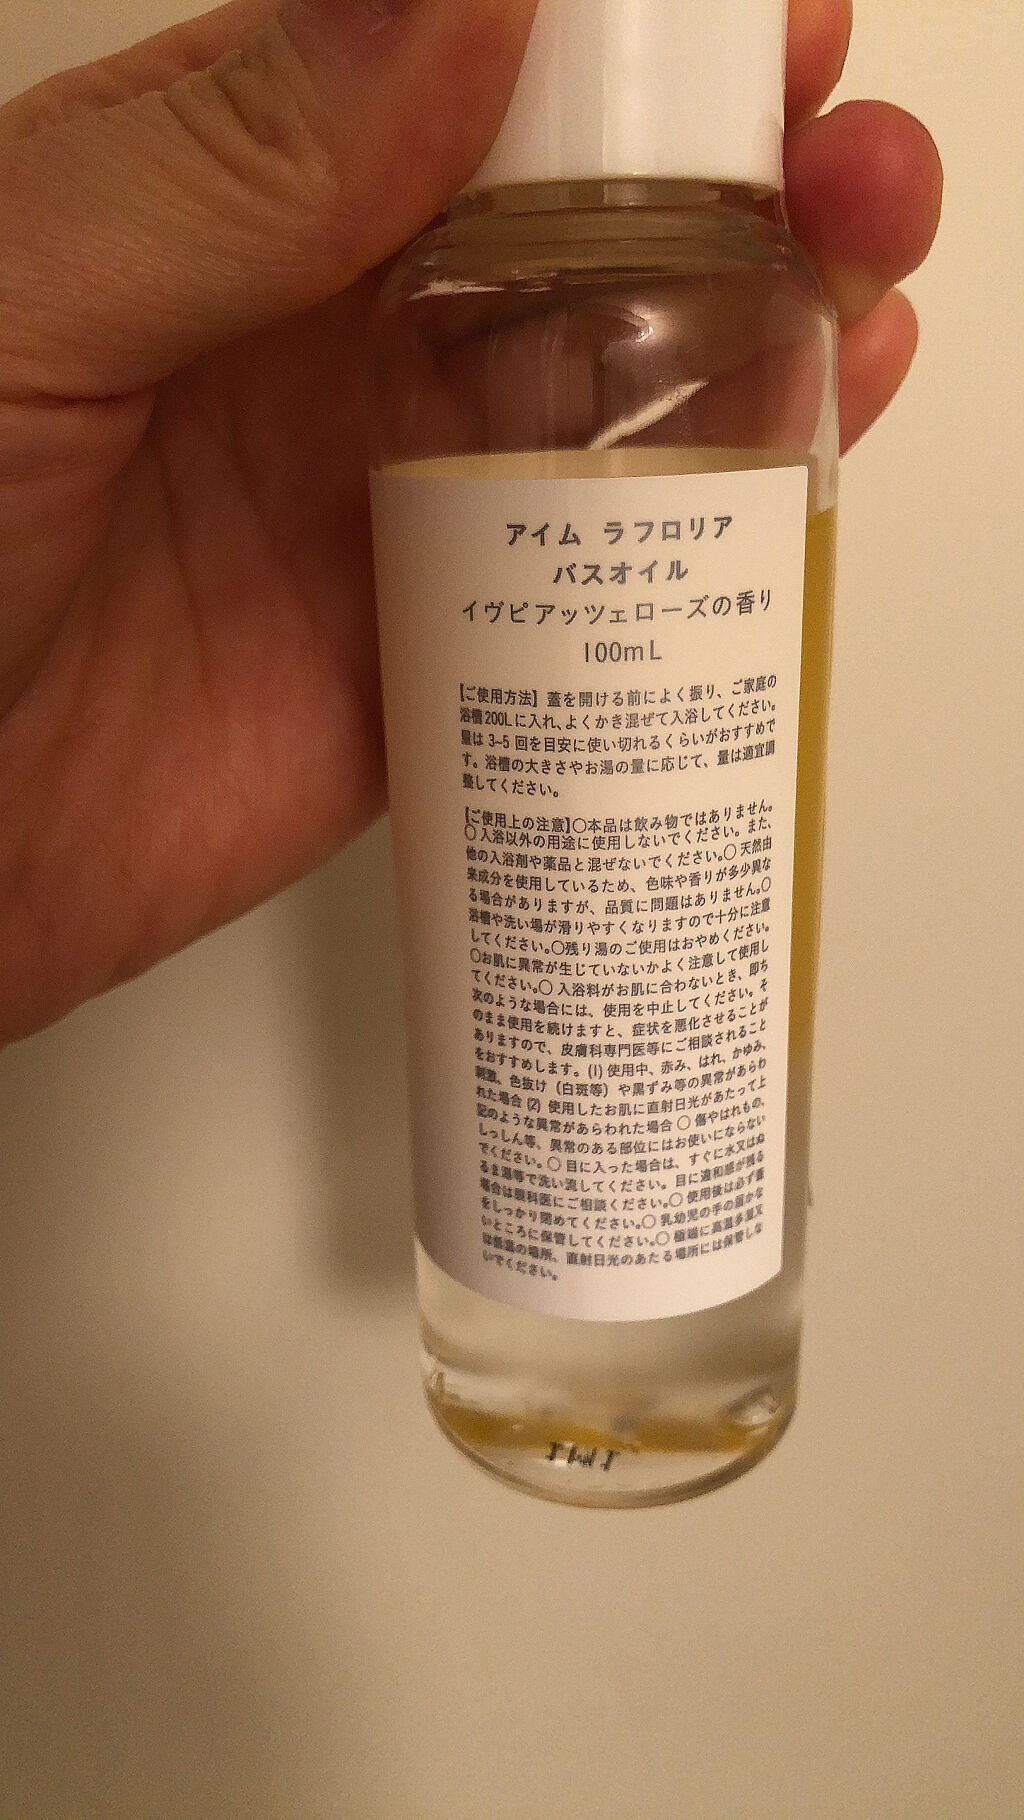 アイム ラフロリア
バスオイル
イヴピアッツェローズの香り
100mL
【ご使用方法】蓋を開ける前によく振り、ご家庭の
浴槽200Lに入れ、よくかき混ぜて入浴してください。
量は 3~5 回を目安に使い切れるくらいがおすすめで
す。浴槽の大きさやお湯の量に応じて、量は適宜調
整してください。
【ご使用上の注意】〇本品は飲み物ではありません。
〇 入浴以外の用途に使用しないでください。また、
他の入浴剤や薬品と混ぜないでください。〇 天然由
来成分を使用しているため、色味や香りが多少異な
る場合がありますが、品質に問題はありません。〇
浴槽や洗い場が滑りやすくなりますので十分に注意
してください。〇残り湯のご使用はおやめください。
〇お肌に異常が生じていないかよく注意して使用し
てください。〇 入浴料がお肌に合わないとき、即ち
次のような場合には、使用を中止してください。そ
のまま使用を続けますと、症状を悪化させることが
ありますので、皮膚科専門医等にご相談されること
をおすすめします。(1) 使用中、赤み、はれ、かゆみ、
刺激、色抜け（白斑等）や黒ずみ等の異常があらわ
れた場合 (2) 使用したお肌に直射日光があたって上
記のような異常があらわれた場合 〇 傷やはれもの、
しっしん等、異常のある部位にはお使いにならない
でください。〇 目に入った場合は、すぐに水又はぬ
るま湯等で洗い流してください。目に違和感が残る
場合は眼科医にご相談ください。〇 使用後は必ず蓋
をしっかり閉めてください。〇 乳幼児の手の届かな
いところに保管してください。〇 極端に高温多湿又
は低温の場所、直射日光のあたる場所には保管しな
いでください。